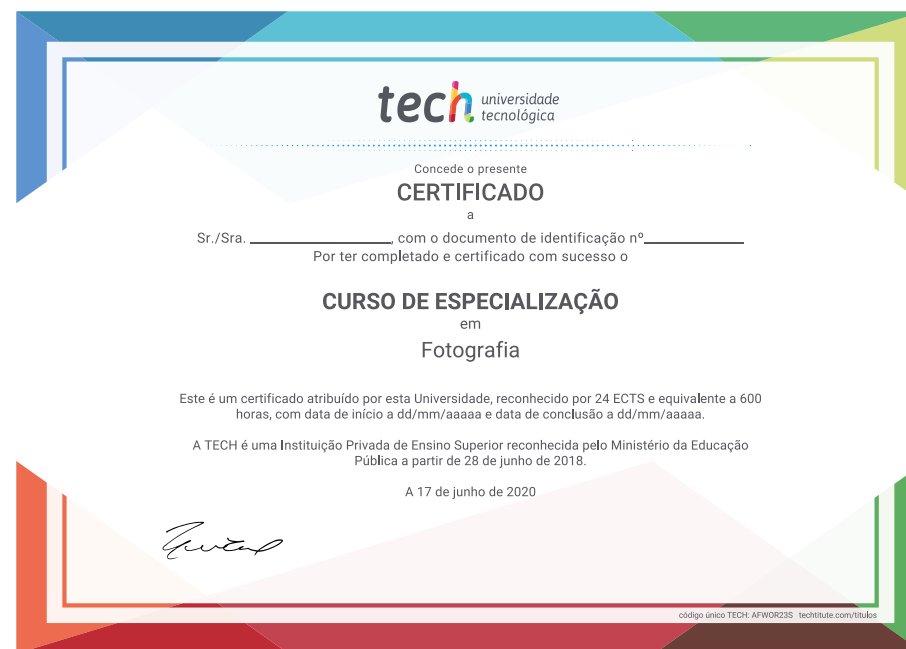 tech universidade
tecnológica
Concede o presente
CERTIFICADO
a
Sr./Sra. ____________________, com o documento de identificação nº______________
Por ter completado e certificado com sucesso o
CURSO DE ESPECIALIZAÇÃO
em
Fotografia
Este é um certificado atribuído por esta Universidade, reconhecido por 24 ECTS e equivalente a 600
horas, com data de início a dd/mm/aaaaa e data de conclusão a dd/mm/aaaaa.
A TECH é uma Instituição Privada de Ensino Superior reconhecida pelo Ministério da Educação
Pública a partir de 28 de junho de 2018.
A 17 de junho de 2020
código único TECH: AFWOR23S techtitute.com/titulos